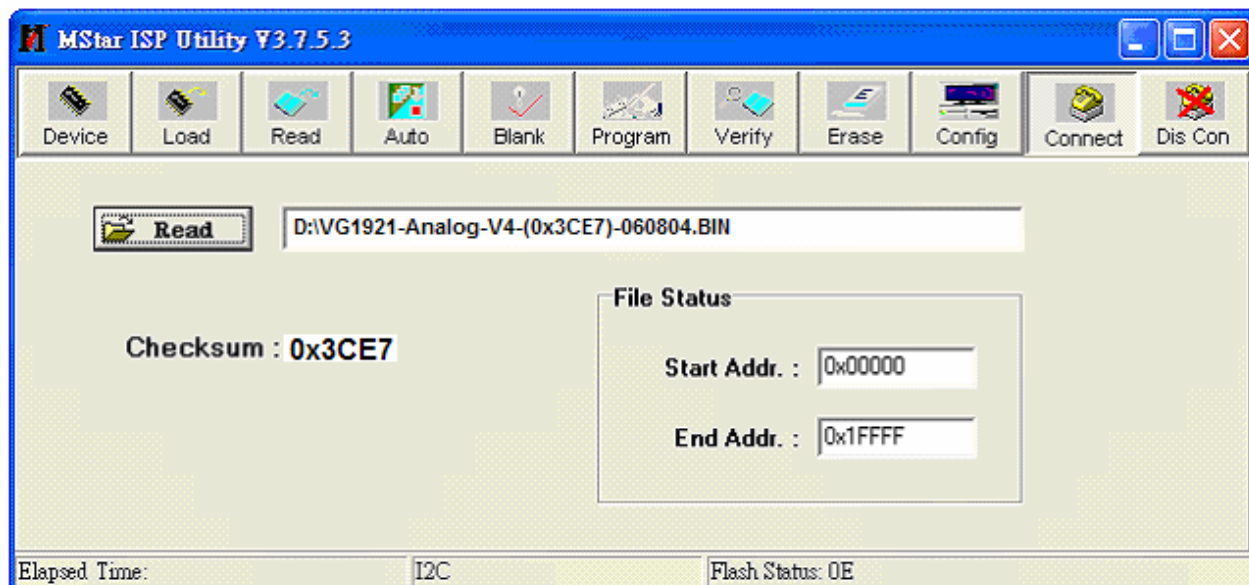 MStar ISP Utility V3.7.5.3
Device Load Read Auto Blank Program Verify Erase Config Connect Dis Con
Read D:\VG1921-Analog-V4-(0x3CE7)-060804.BIN
File Status
Checksum : 0x3CE7
Start Addr. : 0x00000
End Addr. : 0x1FFFF
Elapsed Time: I2C Flash Status: 0E